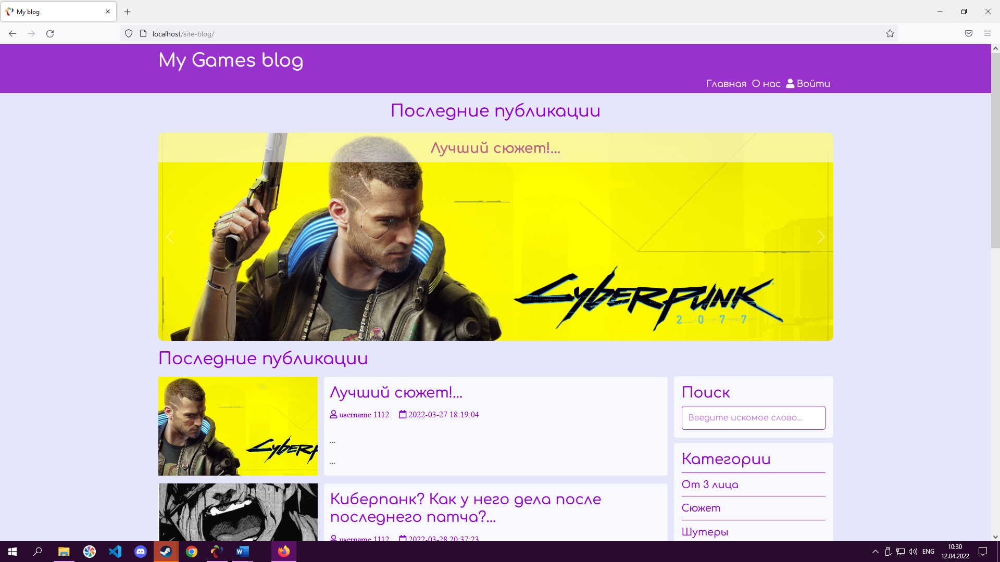 My blog
localhost/site-blog/
My Games blog
Главная О нас Войти
Последние публикации
Лучший сюжет!...
CYBERPUNK
2077
Последние публикации
CYBERPU
Лучший сюжет!...
username 1112 2022-03-27 18:19:04
...
...
Поиск
Введите искомое слово...
Категории
От 3 лица
Сюжет
Шутеры
Киберпанк? Как у него дела после
последнего патча?...
username 1112 2022-03-28 20:37:23
ENG
10:30
12.04.2022